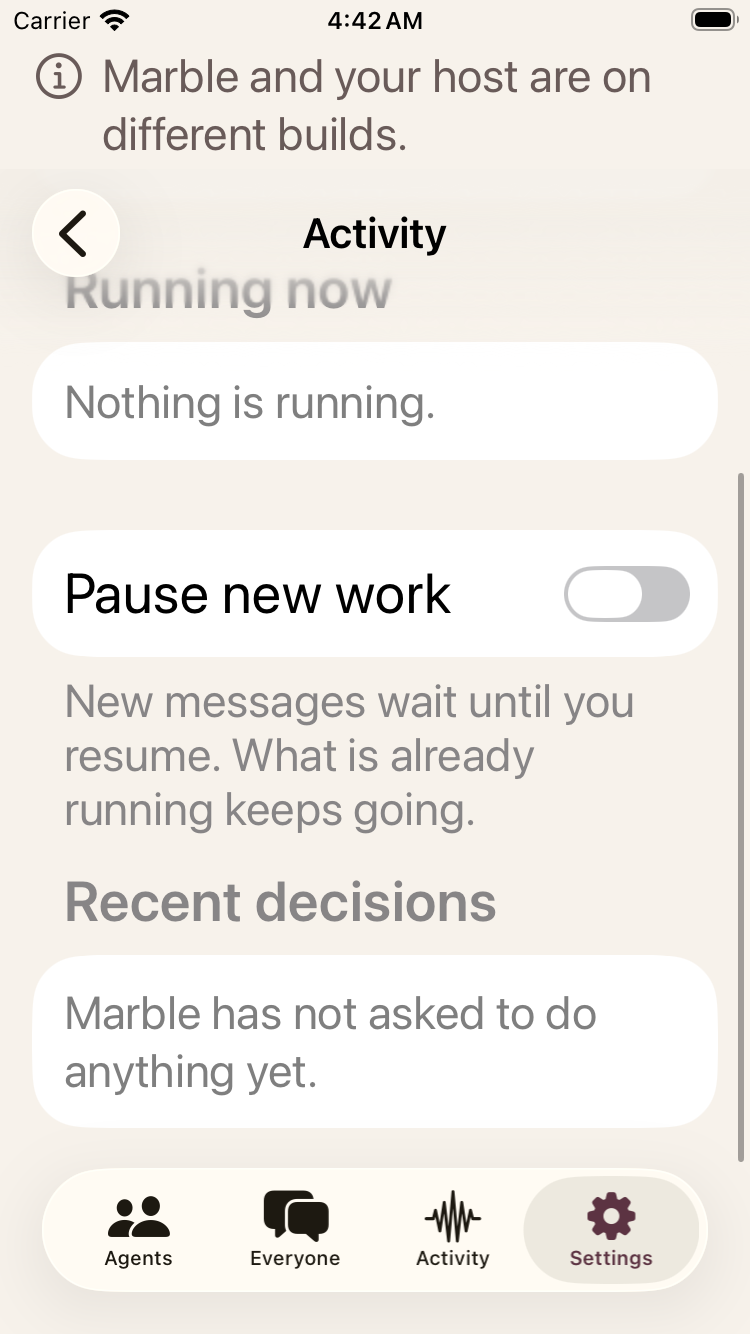 Carrier
4:42 AM
Marble and your host are on
different builds.
Activity
Running now
Nothing is running.
Pause new work
New messages wait until you
resume. What is already
running keeps going.
Recent decisions
Marble has not asked to do
anything yet.
Agents
Everyone
Activity
Settings